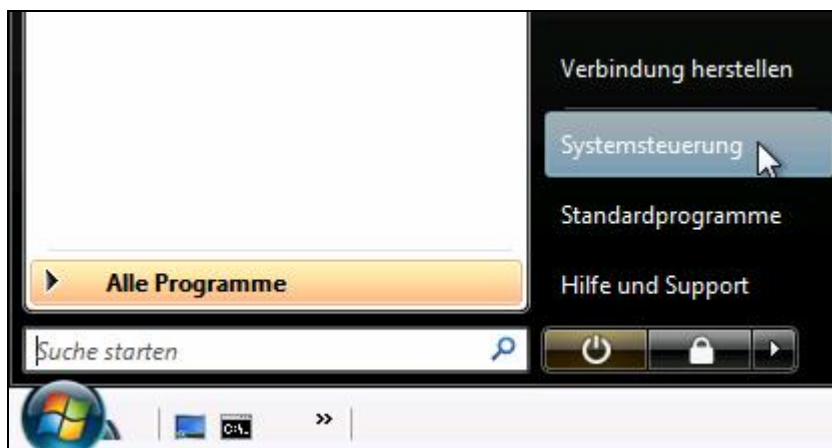 Verbindung herstellen
Systemsteuerung
Standardprogramme
Alle Programme
Hilfe und Support
Suche starten
C:\_
»